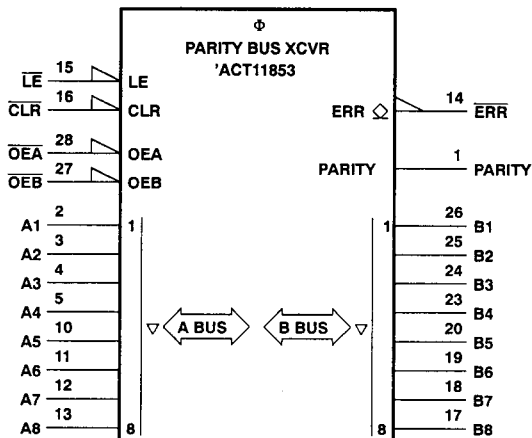 Φ
PARITY BUS XCVR
'ACT11853
LE 15 LE
CLR 16 CLR
ERR 14 ERR
OEA 28 OEA
PARITY 1 PARITY
OEB 27 OEB
A1 2 1
1 26 B1
A2 3
25 B2
A3 4
24 B3
A4 5
23 B4
A BUS B BUS
A5 10
20 B5
A6 11
19 B6
A7 12
18 B7
A8 13 8
8 17 B8